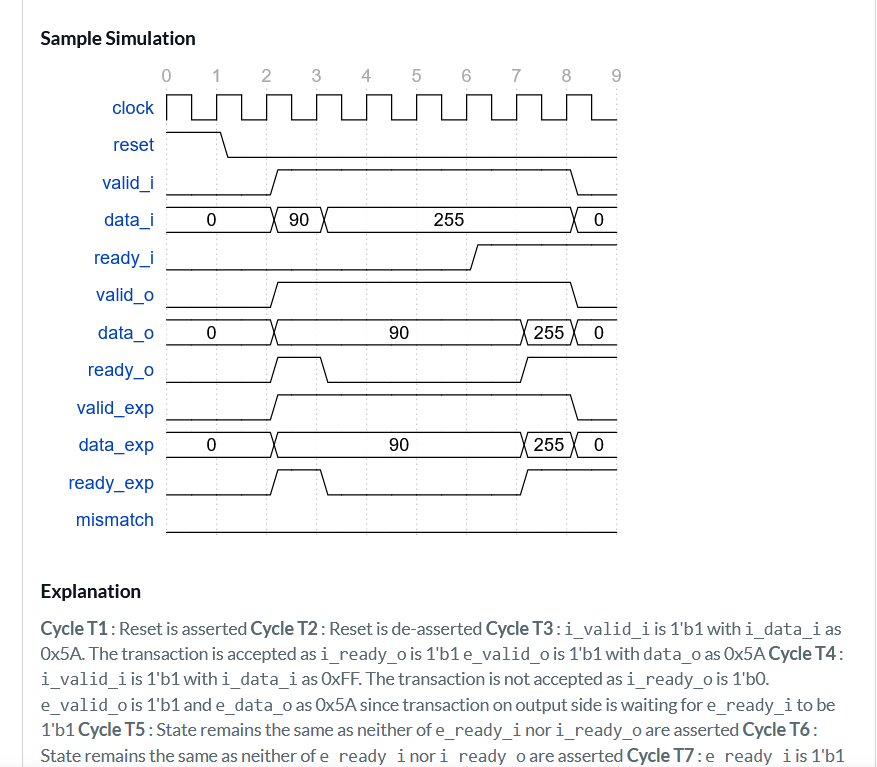 Sample Simulation
0 1 2 3 4 5 6 7 8 9
clock
reset
valid_i
data_i 0 90 255 0
ready_i
valid_o
data_o 0 90 255 0
ready_o
valid_exp
data_exp 0 90 255 0
ready_exp
mismatch
Explanation
Cycle T1 : Reset is asserted Cycle T2 : Reset is de-asserted Cycle T3 : i_valid_i is 1'b1 with i_data_i as
0x5A. The transaction is accepted as i_ready_o is 1'b1 e_valid_o is 1'b1 with data_o as 0x5A Cycle T4 :
i_valid_i is 1'b1 with i_data_i as 0xFF. The transaction is not accepted as i_ready_o is 1'b0.
e_valid_o is 1'b1 and e_data_o as 0x5A since transaction on output side is waiting for e_ready_i to be
1'b1 Cycle T5 : State remains the same as neither of e_ready_i nor i_ready_o are asserted Cycle T6 :
State remains the same as neither of e_ready_i nor i_ready_o are asserted Cycle T7 : e_ready_i is 1'b1